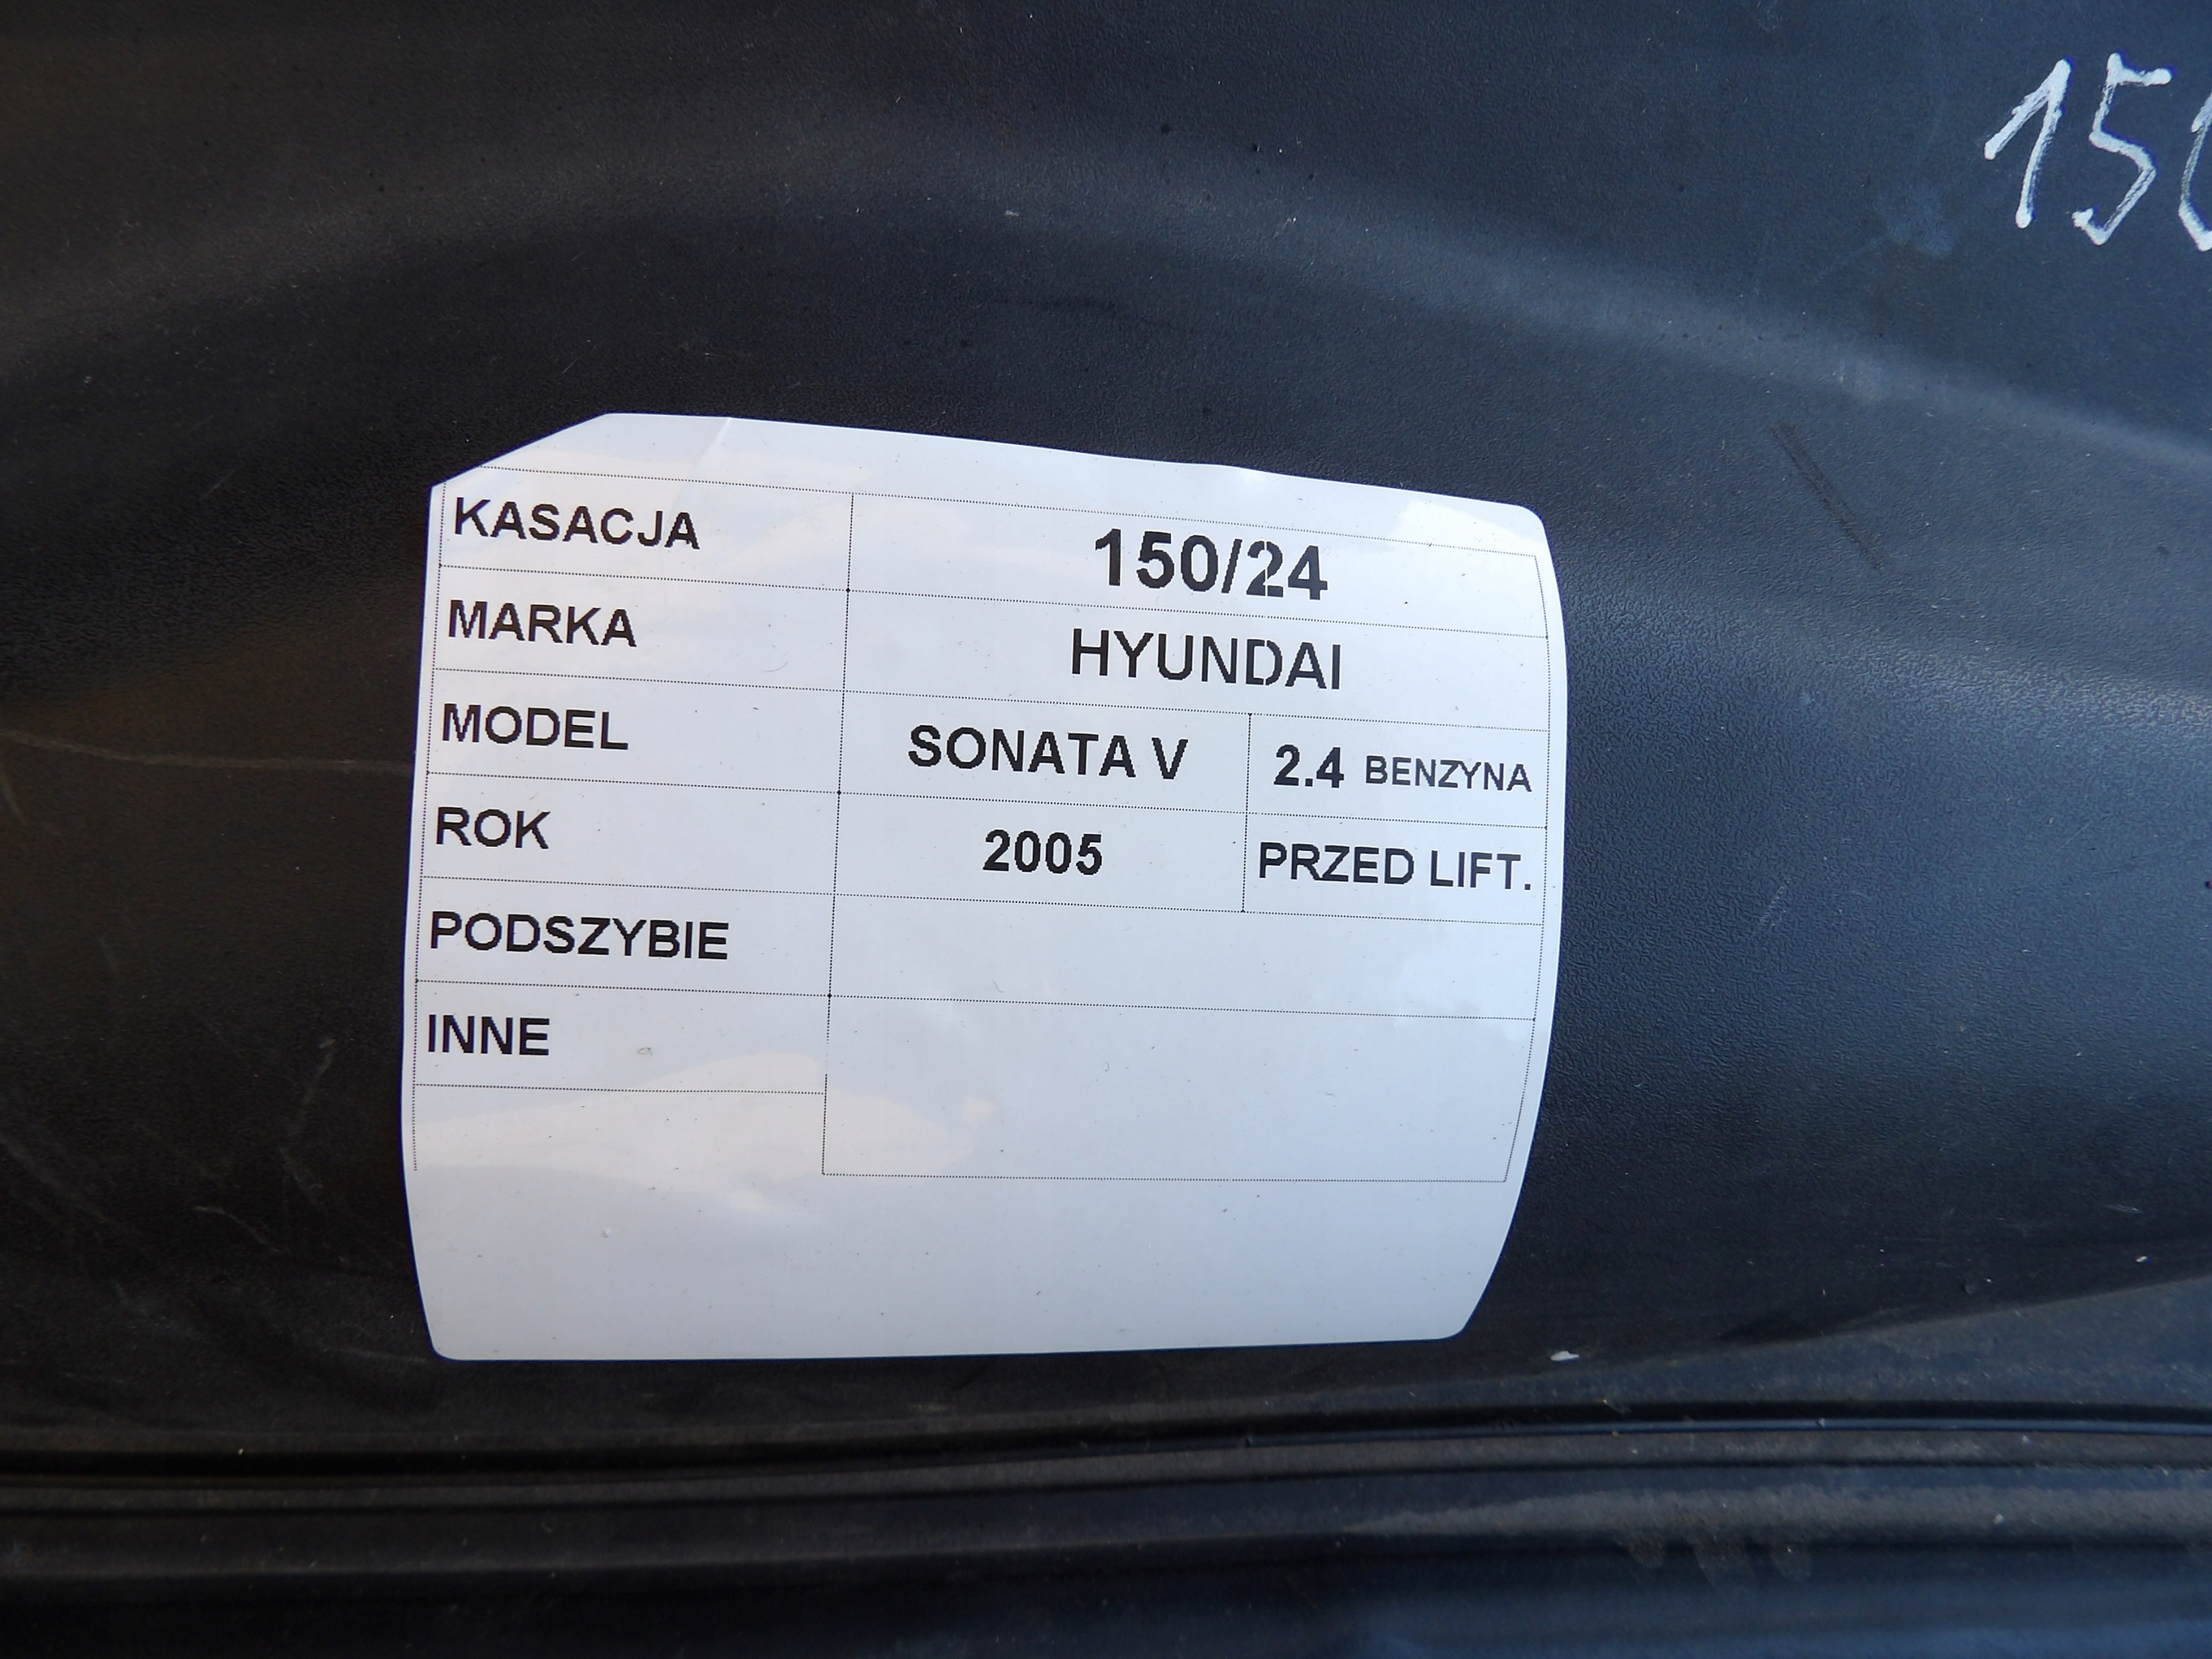 KASACJA 150/24
MARKA HYUNDAI
MODEL SONATA V 2.4 BENZYNA
ROK 2005 PRZED LIFT.
PODSZYBIE
INNE